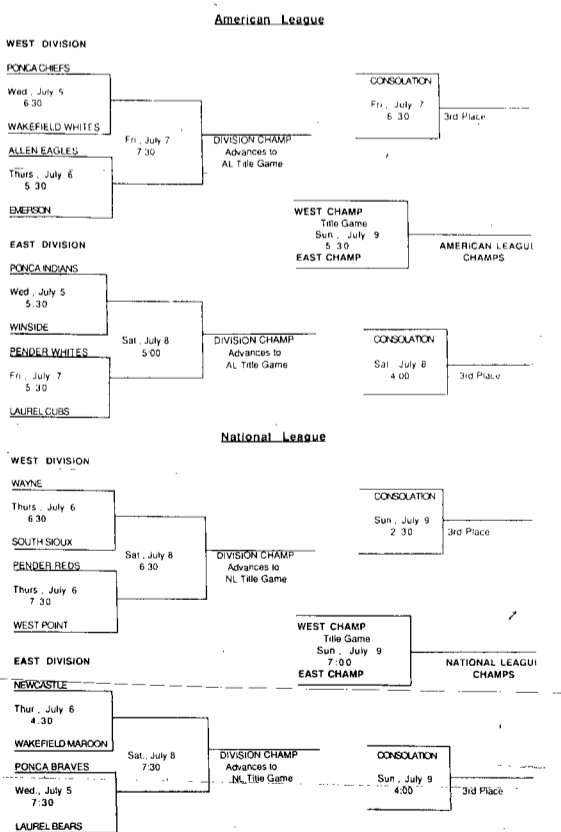 American League
WEST DIVISION
PONCA CHIEFS
Wed., July 5
6 30
WAKEFIELD WHITES
ALLEN EAGLES
Thurs., July 6
5 30
EMERSON
Fri., July 7
7 30
DIVISION CHAMP
Advances to
AL Title Game
CONSOLATION
Fri., July 7
6 30
3rd Place
WEST CHAMP
Title Game
Sun., July 9
5 30
EAST CHAMP
AMERICAN LEAGU
CHAMPS
EAST DIVISION
PONCA INDIANS
Wed., July 5
5.30
WINSIDE
PENDER WHITES
Fri., July 7
5 30
LAUREL CUBS
Sat., July 8
5:00
DIVISION CHAMP
Advances to
AL Title Game
CONSOLATION
Sat July 8
4 00
3rd Place
National League
WEST DIVISION
WAYNE
Thurs., July 6
6 30
SOUTH SIOUX
PENDER REDS
Thurs., July 6
7 30
WEST POINT
Sat., July 8
6 30
DIVISION CHAMP
Advances to
NL Title Game
CONSOLATION
Sun., July 9
2 30
3rd Place
WEST CHAMP
Title Game
Sun., July 9
7:00
EAST CHAMP
NATIONAL LEAGU
CHAMPS
EAST DIVISION
NEWCASTLE
Thur., July 6
4.30
WAKEFIELD MAROON
PONCA BRAVES
Wed., July 5
7:30
LAUREL BEARS
Sat., July 8
7:30
DIVISION CHAMP
Advances to
NL Title Game
CONSOLATION
Sun., July 9
4:00
3rd Place